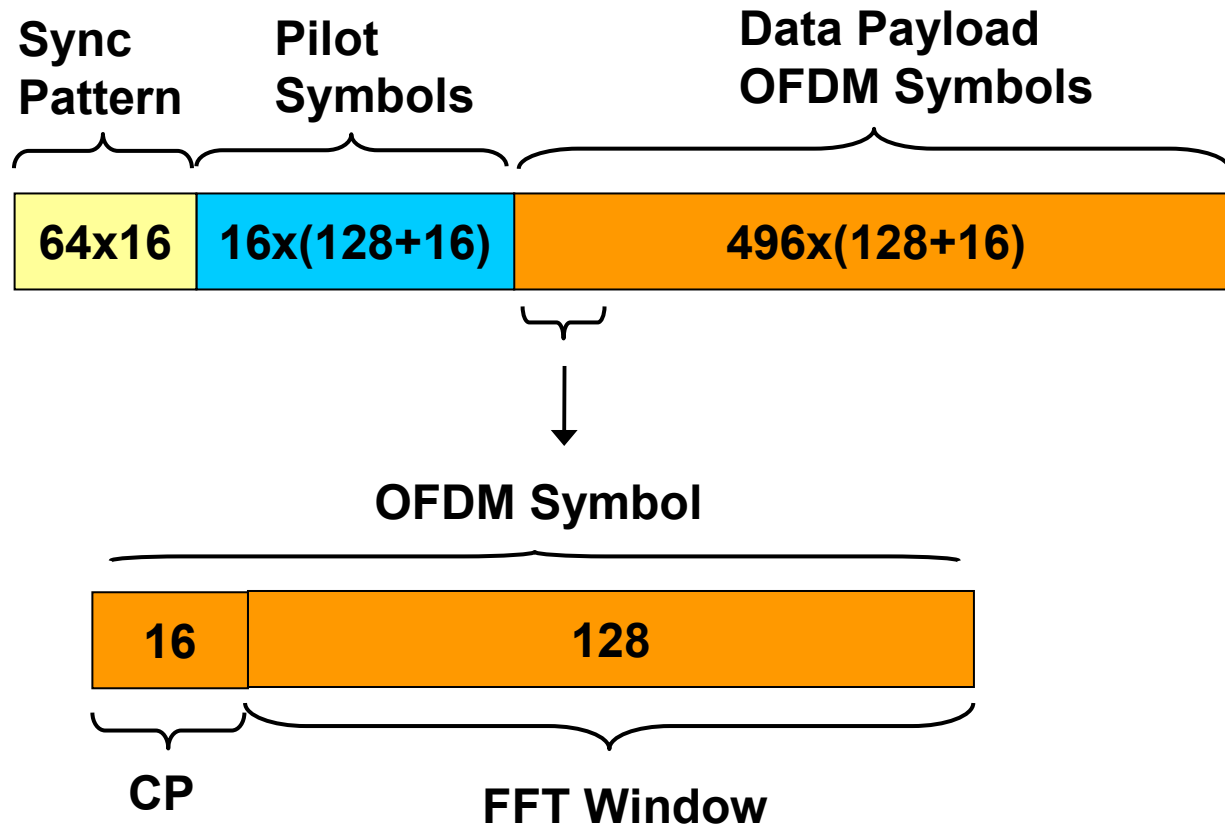 Sync
Pattern
Pilot
Symbols
Data Payload
OFDM Symbols
64x16
16x(128+16)
496x(128+16)
OFDM Symbol
16
128
CP
FFT Window